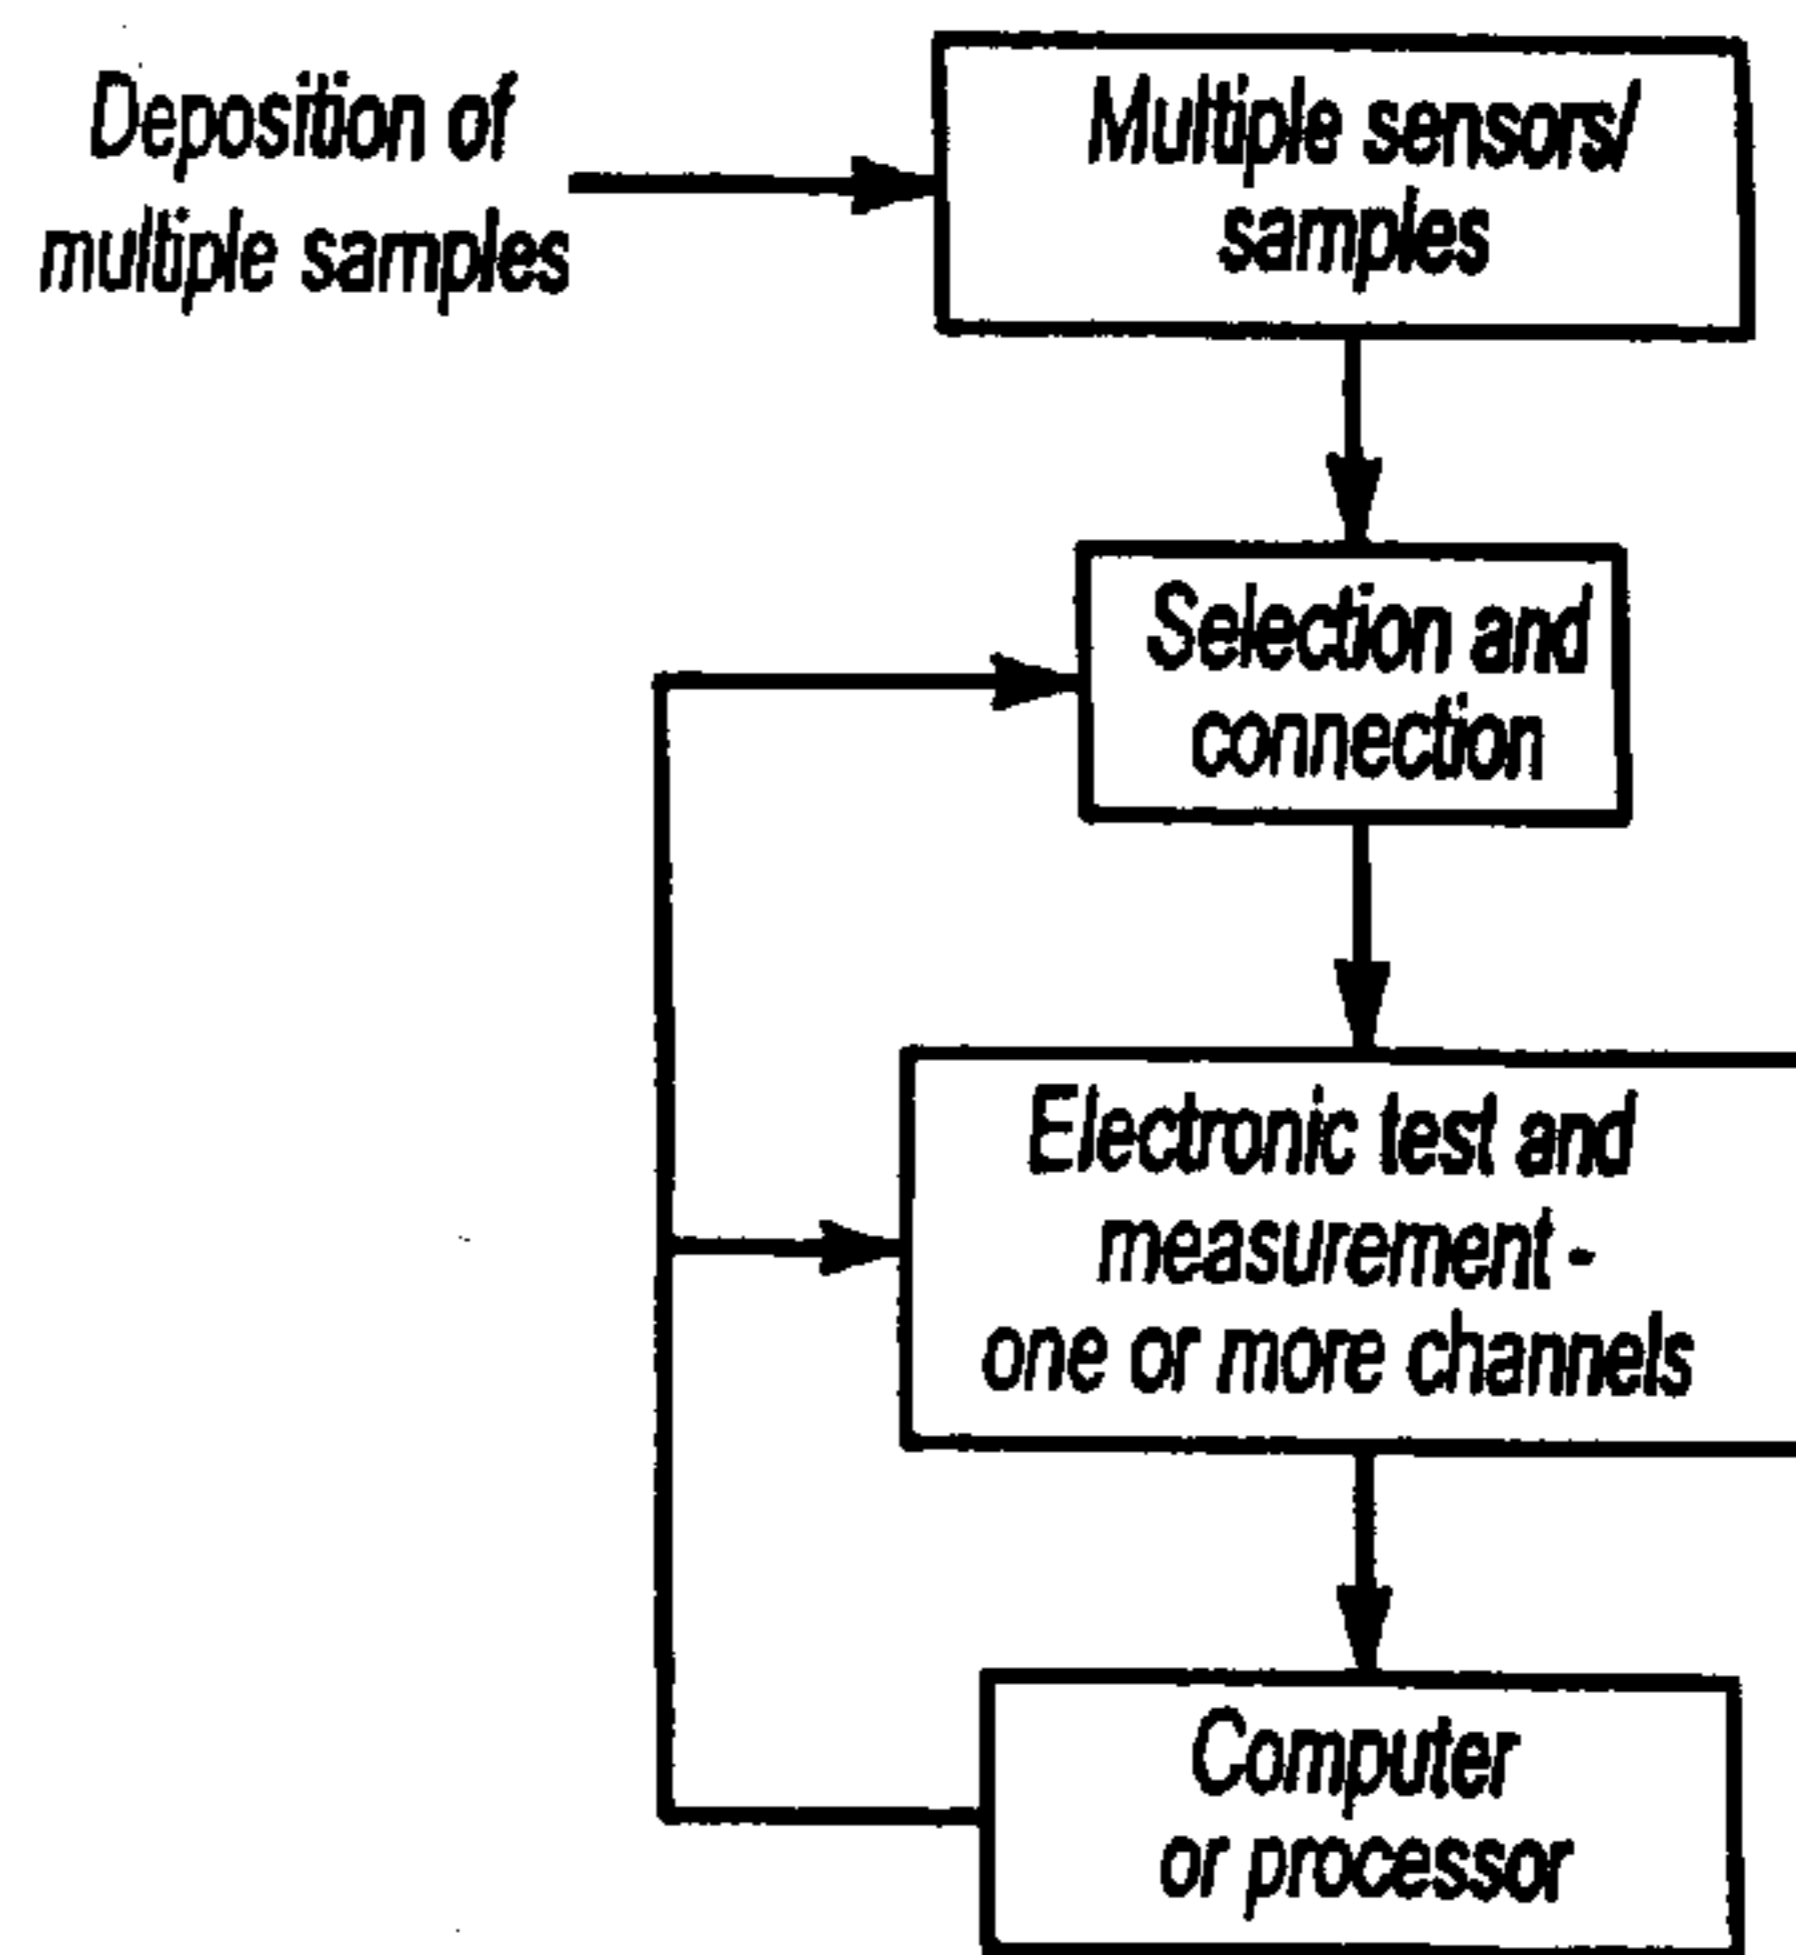 Deposition of
multiple samples
Multiple sensors/
samples
Selection and
connection
Electronic test and
measurement -
one or more channels
Computer
or processor